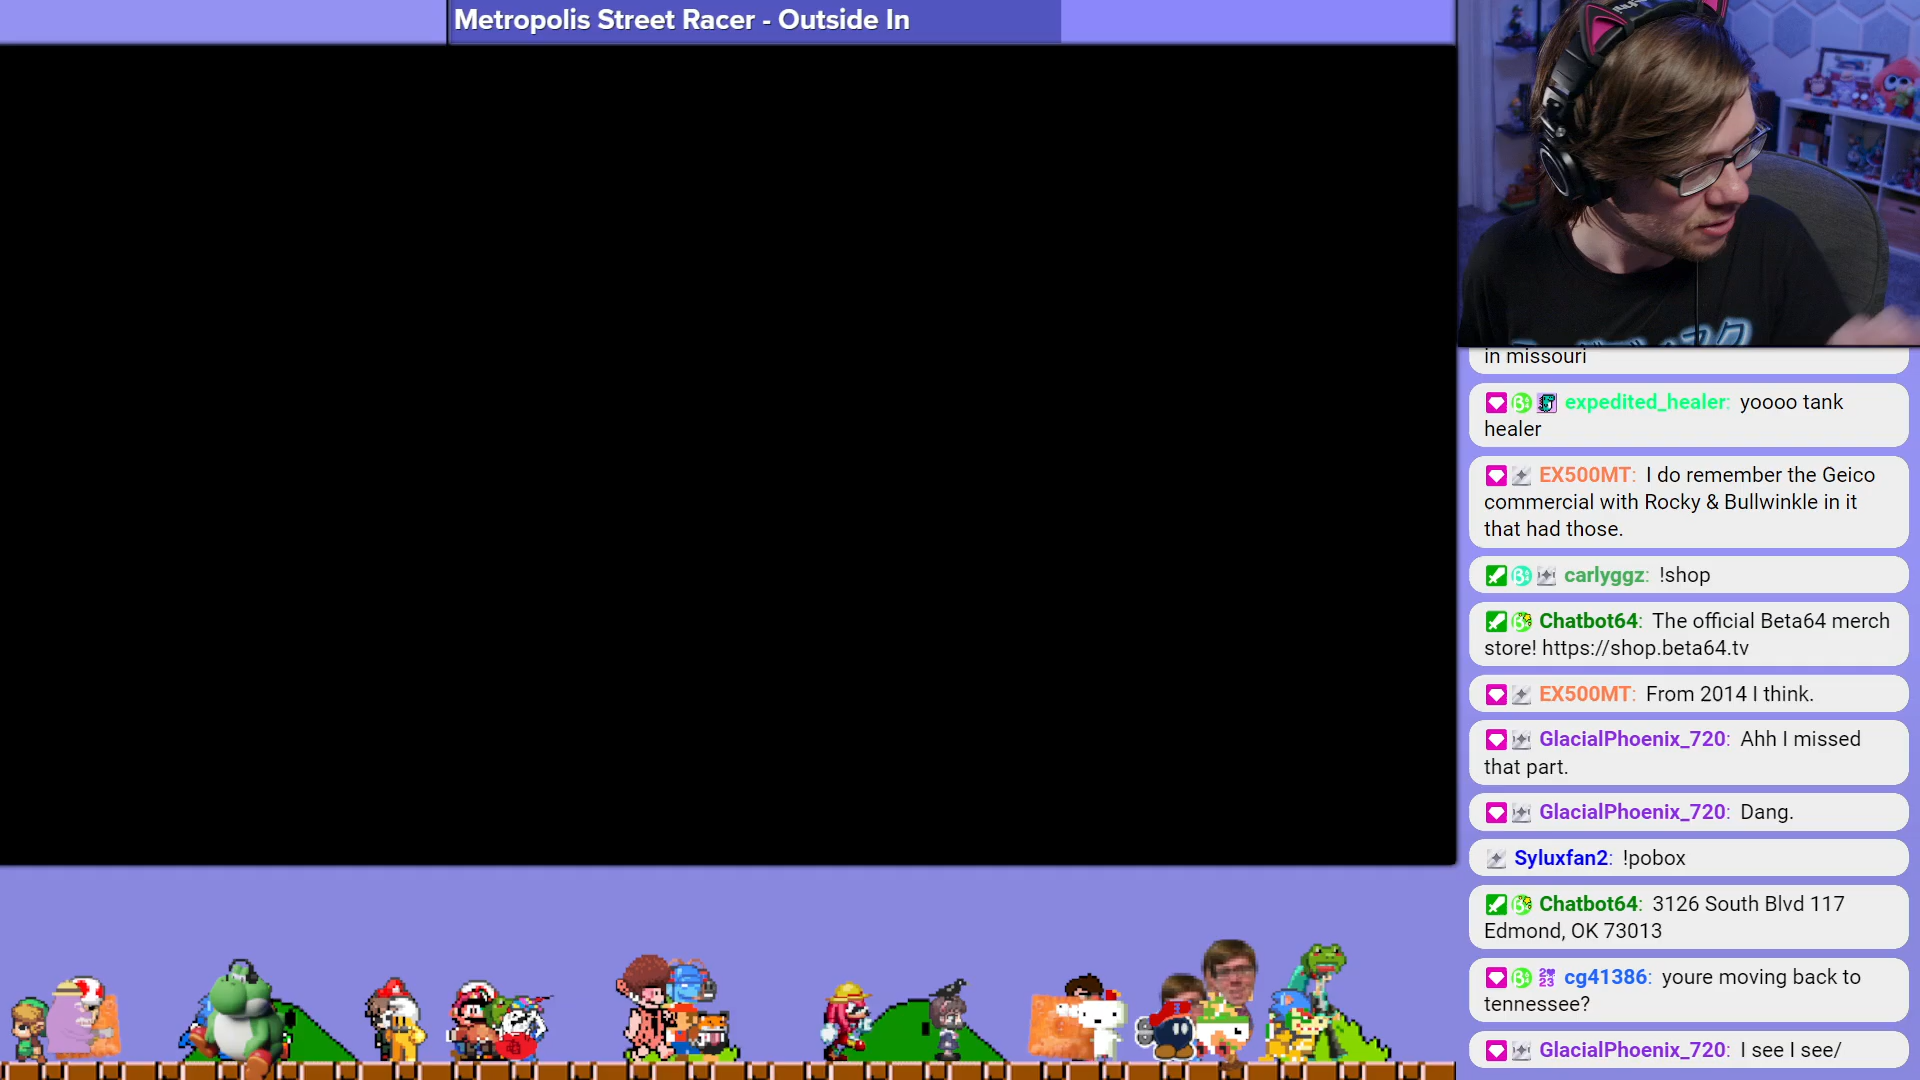 Metropolis Street Racer - Outside In
in missouri
expedited_healer: yoooo tank
healer
EX500MT: I do remember the Geico
commercial with Rocky & Bullwinkle in it
that had those.
carlyggz: !shop
Chatbot64: The official Beta64 merch
store! https://shop.beta64.tv
EX500MT: From 2014 I think.
GlacialPhoenix_720: Ahh I missed
that part.
GlacialPhoenix_720: Dang.
Syluxfan2: !pobox
Chatbot64: 3126 South Blvd 117
Edmond, OK 73013
cg41386: youre moving back to
tennessee?
GlacialPhoenix_720: I see I see/